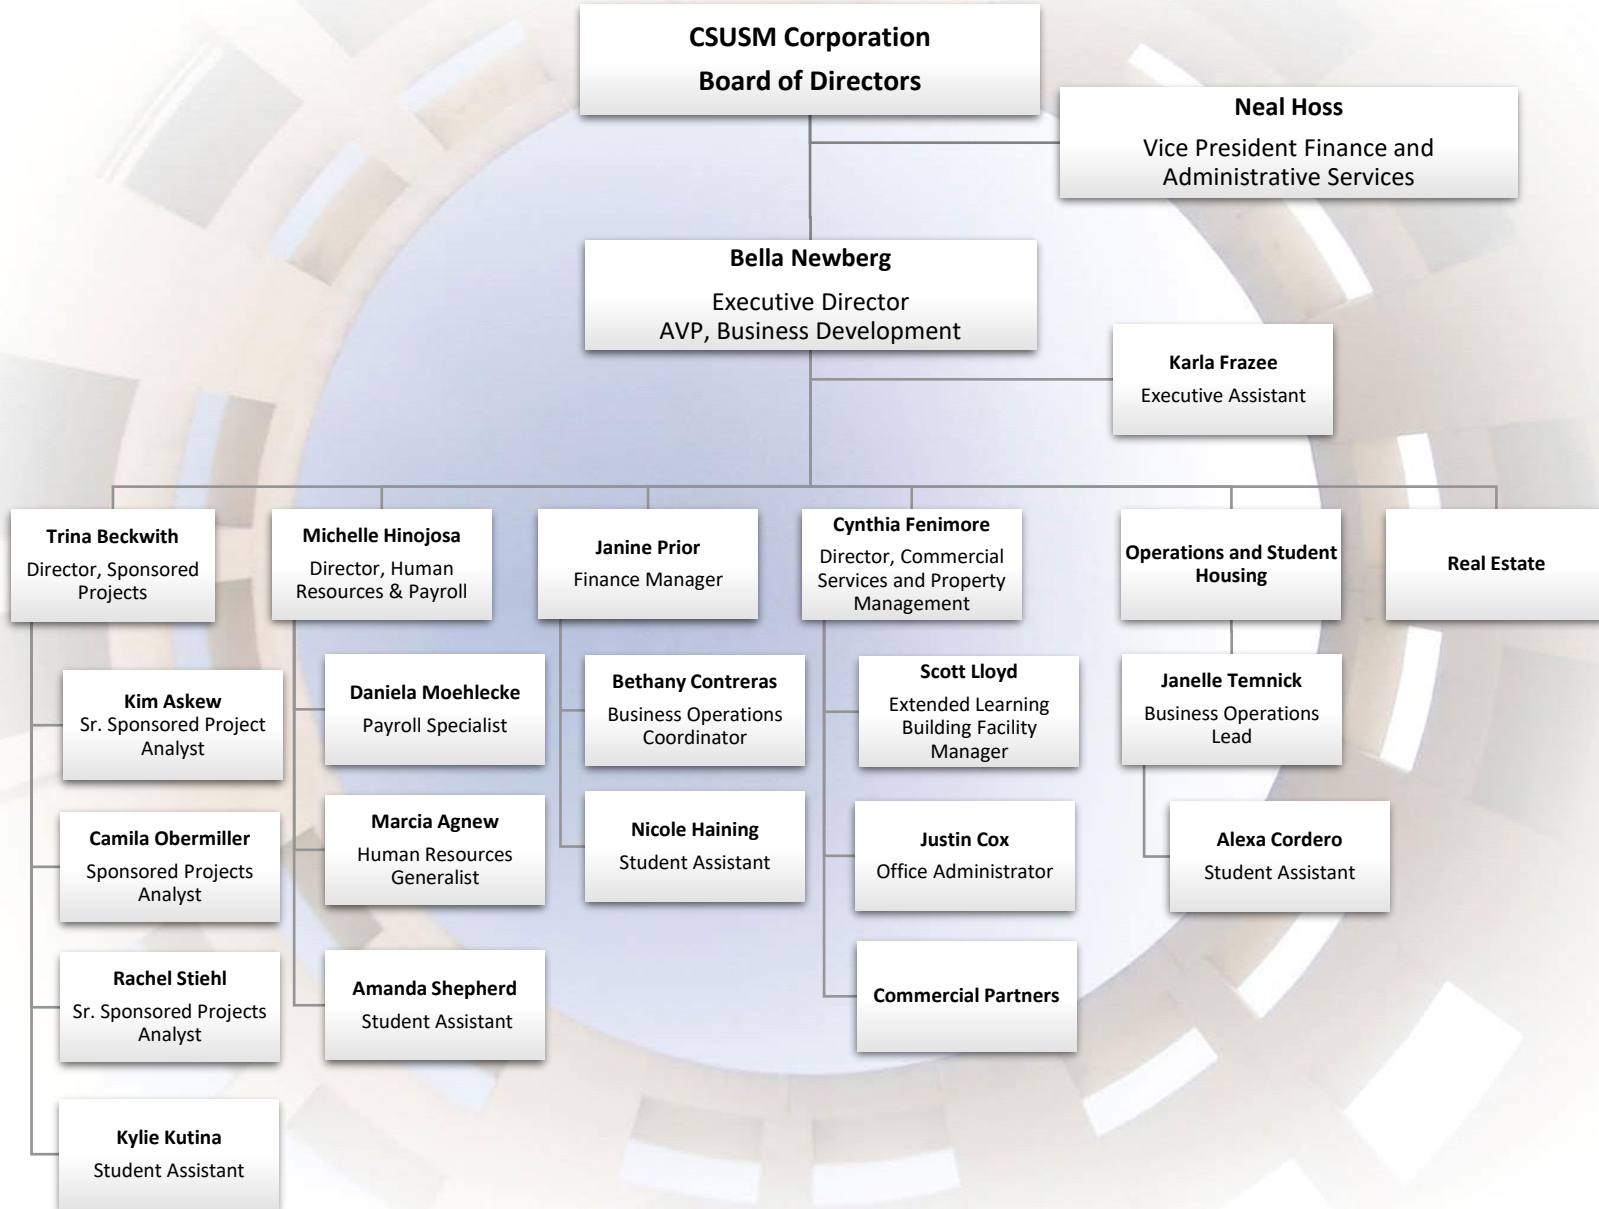 CSUSM Corporation
Board of Directors
Neal Hoss
Vice President Finance and
Administrative Services
Bella Newberg
Executive Director
AVP, Business Development
Karla Frazee
Executive Assistant
Trina Beckwith
Director, Sponsored
Projects
Michelle Hinojosa
Director, Human
Resources & Payroll
Janine Prior
Finance Manager
Cynthia Fenimore
Director, Commercial
Services and Property
Management
Operations and Student
Housing
Real Estate
Kim Askew
Sr. Sponsored Project
Analyst
Daniela Moehlecke
Payroll Specialist
Bethany Contreras
Business Operations
Coordinator
Scott Lloyd
Extended Learning
Building Facility
Manager
Janelle Temnick
Business Operations
Lead
Camila Obermiller
Sponsored Projects
Analyst
Marcia Agnew
Human Resources
Generalist
Nicole Haining
Student Assistant
Justin Cox
Office Administrator
Alexa Cordero
Student Assistant
Rachel Stiehl
Sr. Sponsored Projects
Analyst
Amanda Shepherd
Student Assistant
Commercial Partners
Kylie Kutina
Student Assistant